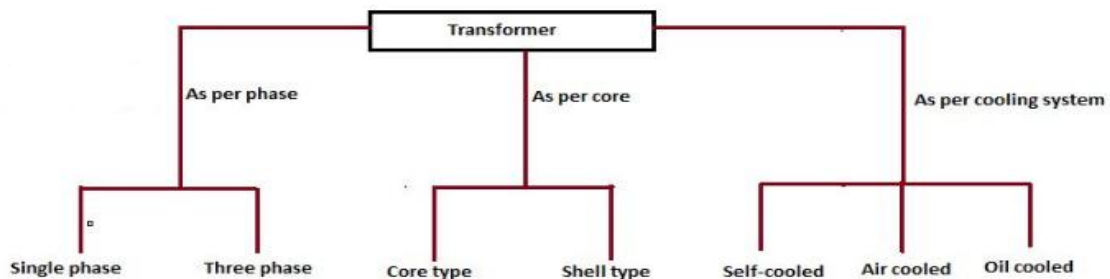 Transformer
As per phase
As per core
As per cooling system
Single phase
Three phase
Core type
Shell type
Self-cooled
Air cooled
Oil cooled